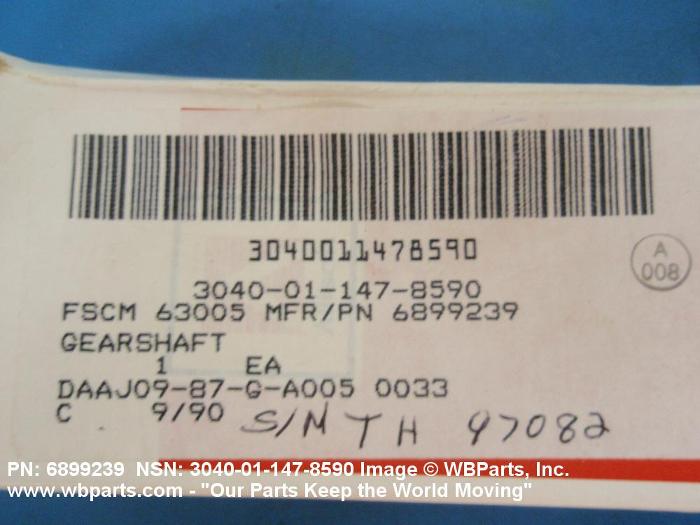 3040011478590
A
008
3040-01-147-8590
FSCM 63005 MFR/PN 6899239
GEARSHAFT
1 EA
DAAJ09-87-G-A005 0033
C 9/90 S/N TH 97082
PN: 6899239 NSN: 3040-01-147-8590 Image © WBParts, Inc.
www.wbparts.com - "Our Parts Keep the World Moving"